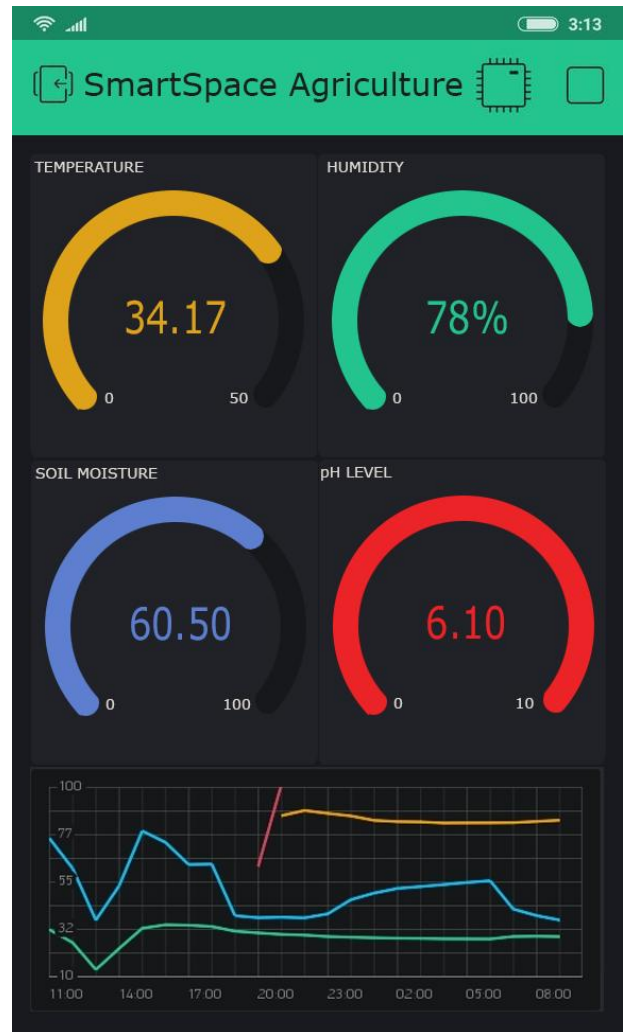 3:13
SmartSpace Agriculture
TEMPERATURE
HUMIDITY
34.17
78%
0 50
0 100
SOIL MOISTURE
pH LEVEL
60.50
6.10
0 100
0 10
100
77
55
32
10
11:00 14:00 17:00 20:00 23:00 02:00 05:00 08:00